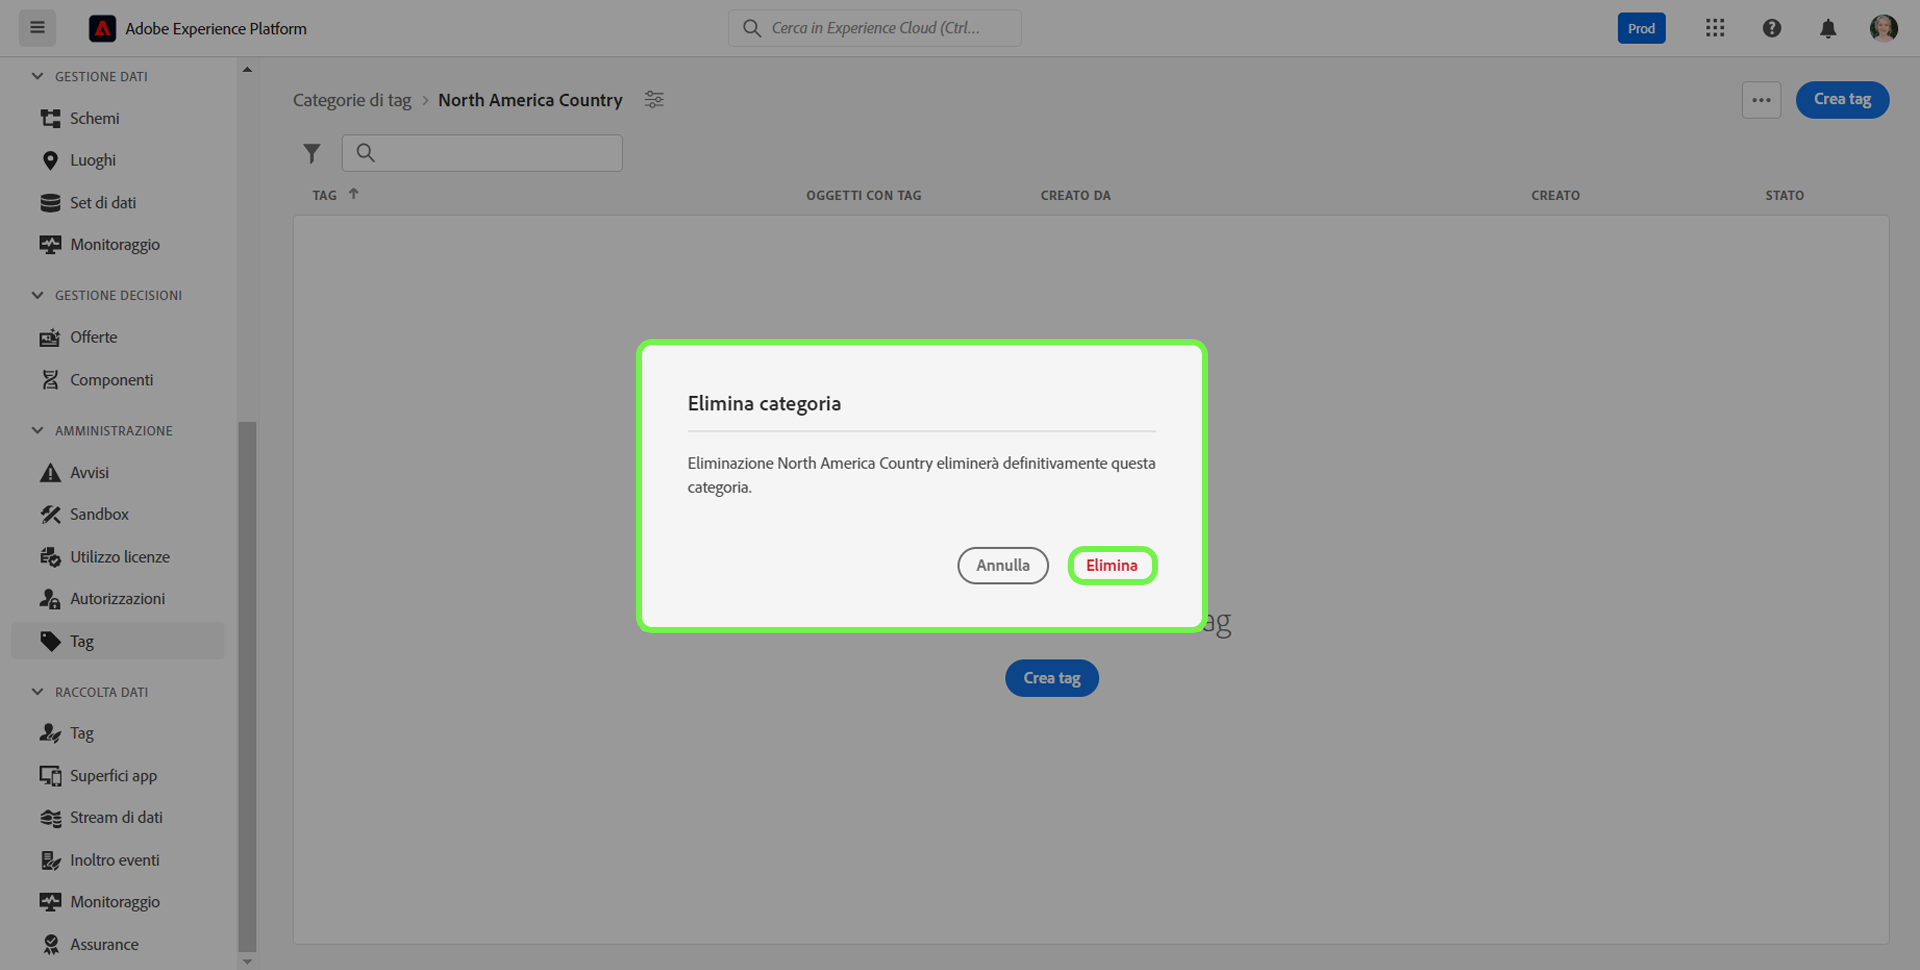 Adobe Experience Platform
Cerca in Experience Cloud (Ctrl...
Prod
GESTIONE DATI
Schemi
Luoghi
Set di dati
Monitoraggio
GESTIONE DECISIONI
Offerte
Componenti
AMMINISTRAZIONE
Avvisi
Sandbox
Utilizzo licenze
Autorizzazioni
Tag
RACCOLTA DATI
Tag
Superfici app
Stream di dati
Inoltro eventi
Monitoraggio
Assurance
Categorie di tag > North America Country
Crea tag
TAG OGGETTI CON TAG CREATO DA CREATO STATO
Elimina categoria
Eliminazione North America Country eliminerà definitivamente questa
categoria.
Annulla Elimina
Crea tag